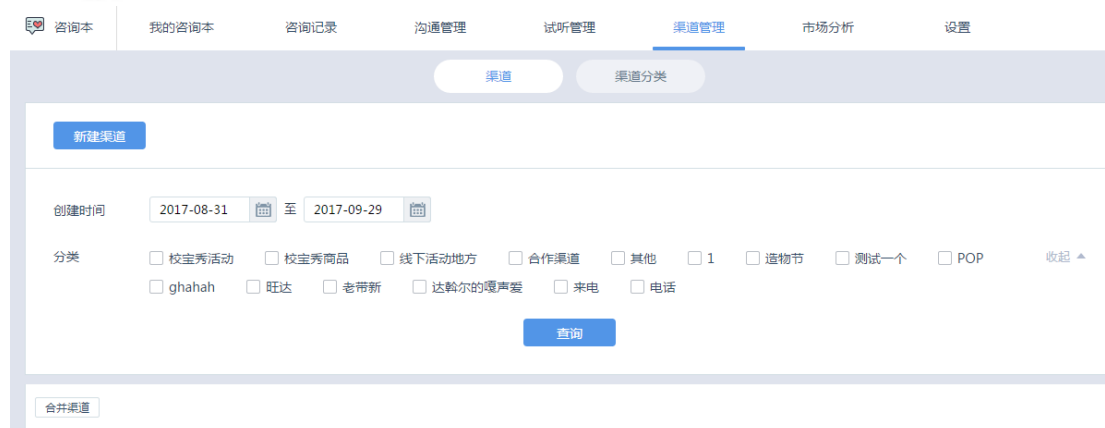 咨询本 我的咨询本 咨询记录 沟通管理 试听管理 渠道管理 市场分析 设置
渠道 渠道分类
新建渠道
创建时间 2017-08-31 至 2017-09-29
分类 校宝秀活动 校宝秀商品 线下活动地方 合作渠道 其他 1 造物节 测试一个 POP 收起
ghahah 旺达 老带新 达斡尔的嘎声爱 来电 电话
查询
合并渠道